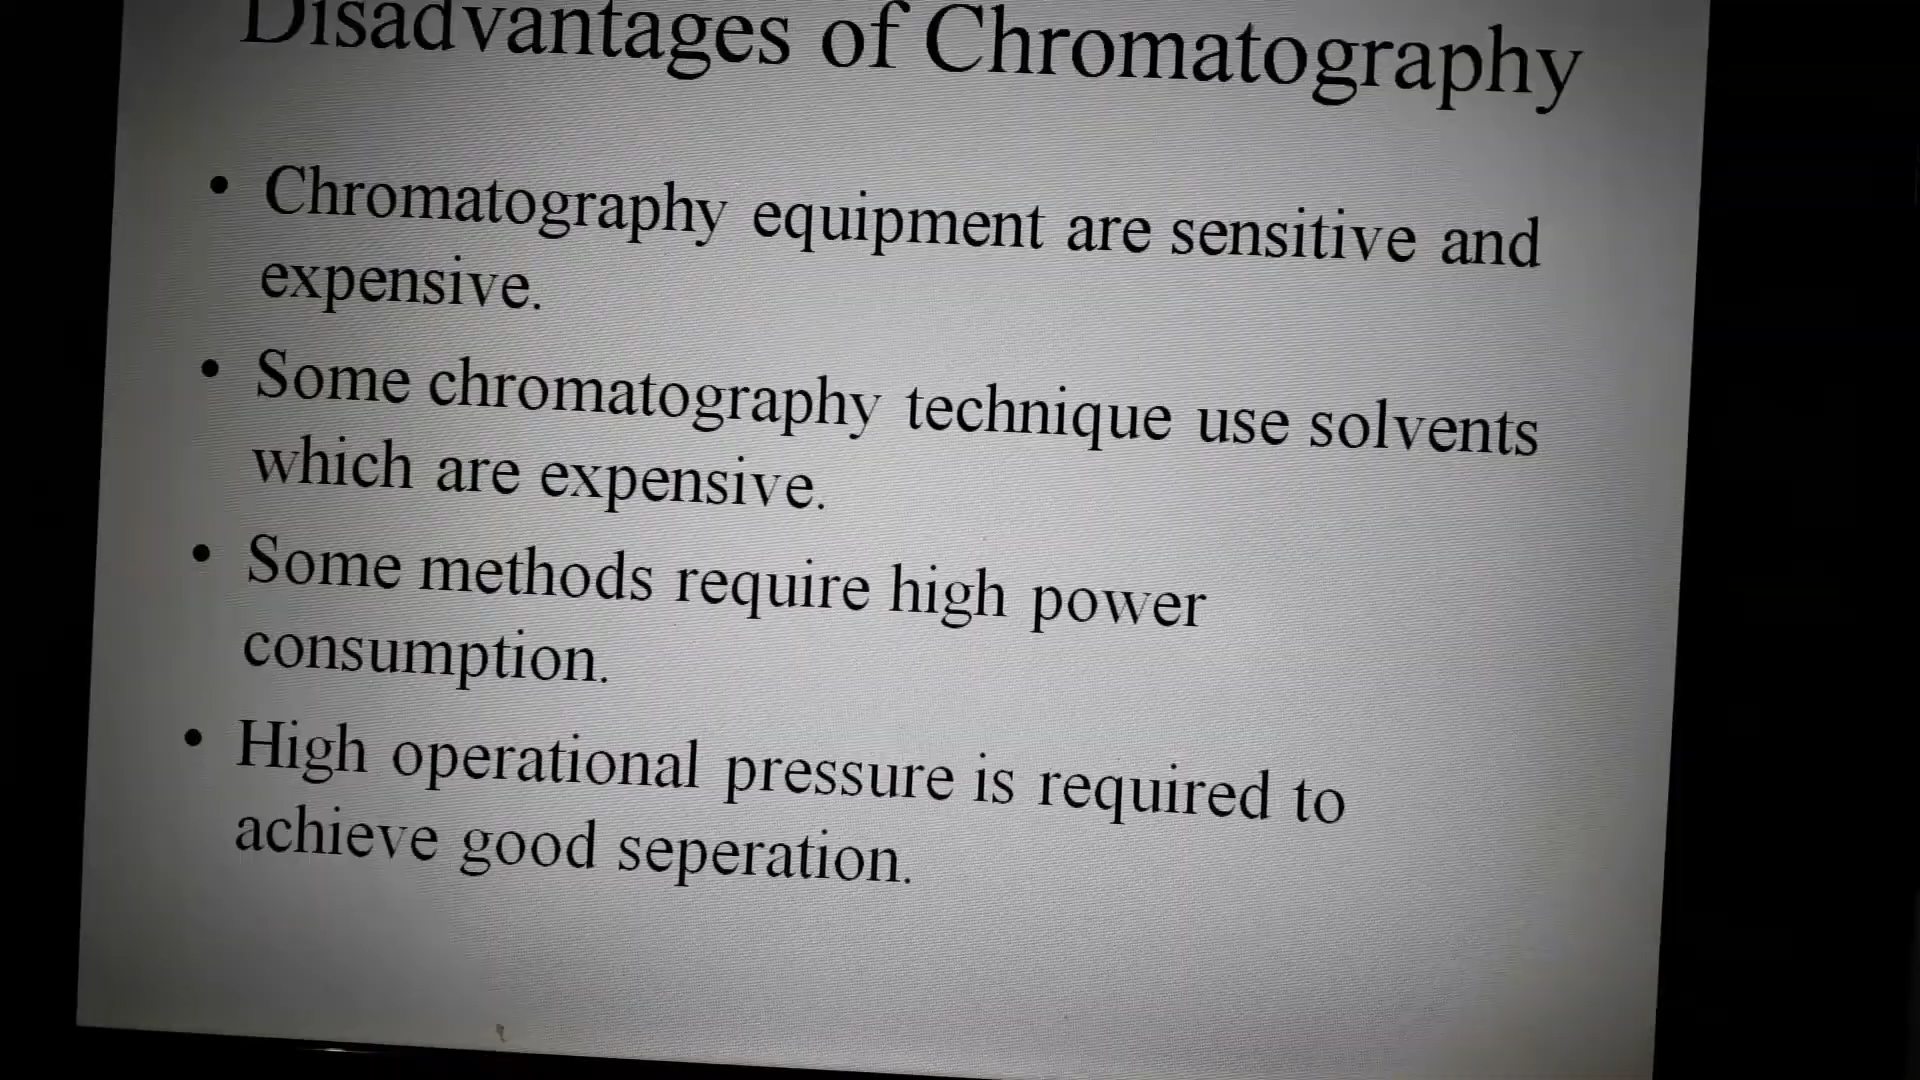 Disadvantages of Chromatography
• Chromatography equipment are sensitive and
expensive.
• Some chromatography technique use solvents
which are expensive.
• Some methods require high power
consumption.
• High operational pressure is required to
achieve good seperation.